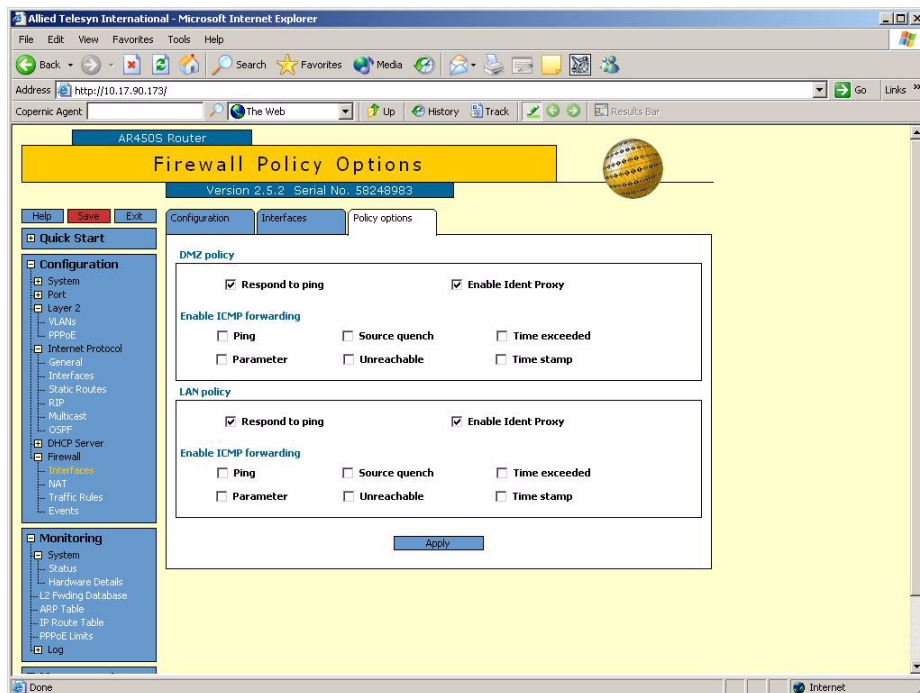 Allied Telesyn International - Microsoft Internet Explorer
File Edit View Favorites Tools Help
Back Search Favorites Media
Address http://10.17.90.173/ Go Links »
Copernic Agent The Web Up History Track Results Bar
AR450S Router
Firewall Policy Options
Version 2.5.2 Serial No. 58248983
Help Save Exit
Quick Start
Configuration
System
Port
Layer 2
VLANs
PPPoE
Internet Protocol
General
Interfaces
Static Routes
RIP
Multicast
OSPF
DHCP Server
Firewall
Interfaces
NAT
Traffic Rules
Events
Monitoring
System
Status
Hardware Details
L2 Fwding Database
ARP Table
IP Route Table
PPPoE Limits
Log
Configuration Interfaces Policy options
DMZ policy
Respond to ping Enable Ident Proxy
Enable ICMP forwarding
Ping Source quench Time exceeded
Parameter Unreachable Time stamp
LAN policy
Respond to ping Enable Ident Proxy
Enable ICMP forwarding
Ping Source quench Time exceeded
Parameter Unreachable Time stamp
Apply
Done Internet